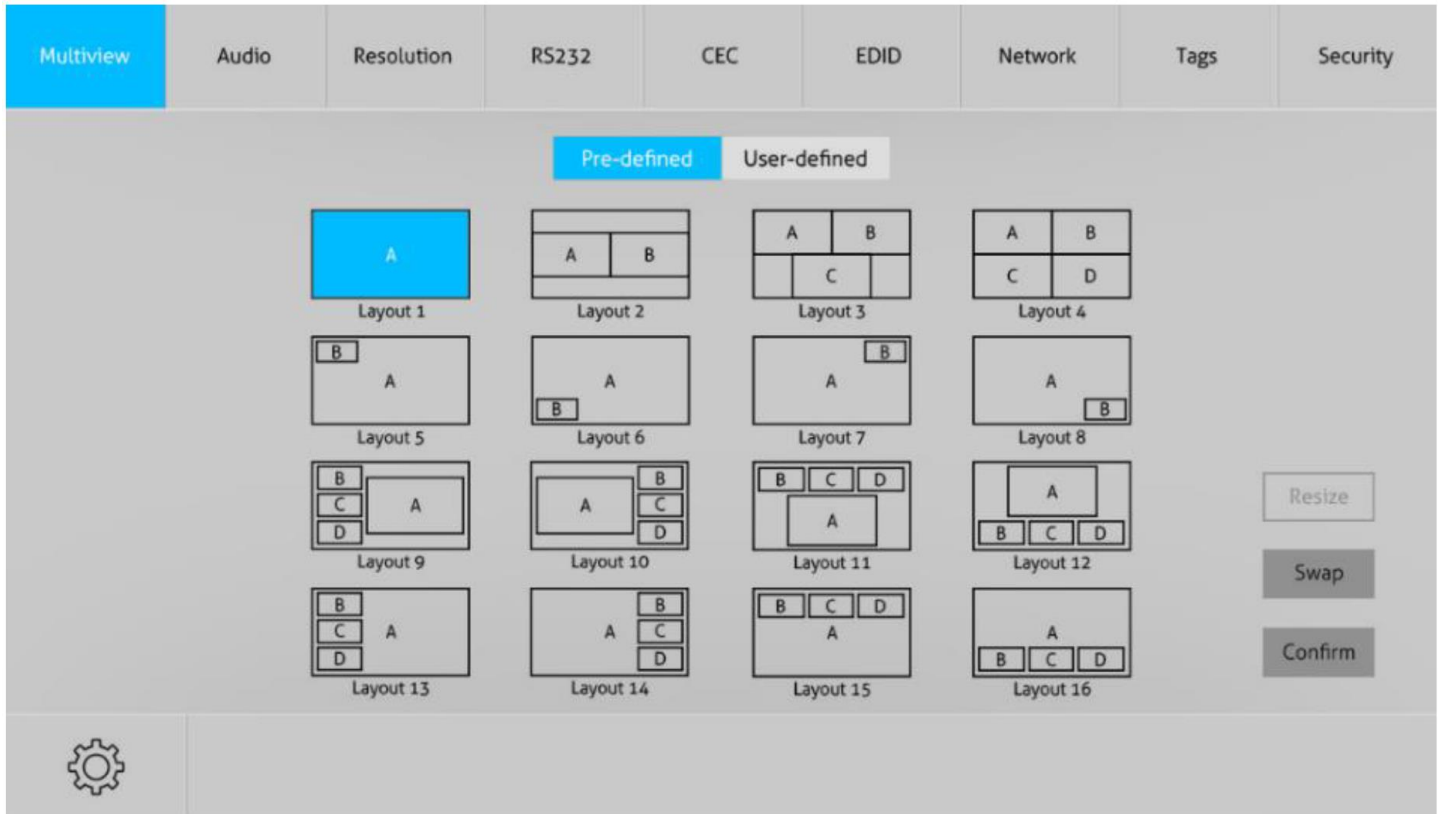 Multiview Audio Resolution RS232 CEC EDID Network Tags Security
Pre-defined User-defined
A A B A B A B
C C D
Layout 1 Layout 2 Layout 3 Layout 4
B B
A A A A
B B
Layout 5 Layout 6 Layout 7 Layout 8
B B B C D A
C A A C A
D D B C D
Layout 9 Layout 10 Layout 11 Layout 12
Resize
Swap
B B B C D
C A A C A A
D D B C D
Layout 13 Layout 14 Layout 15 Layout 16
Confirm